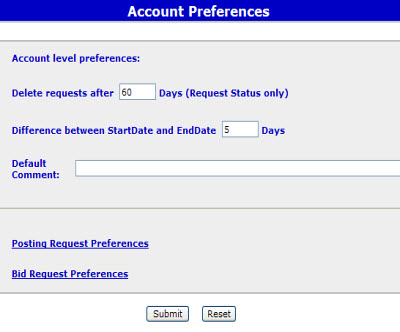 Account Preferences
Account level preferences:
Delete requests after 60 Days (Request Status only)
Difference between StartDate and EndDate 5 Days
Default
Comment:
Posting Request Preferences
Bid Request Preferences
Submit Reset